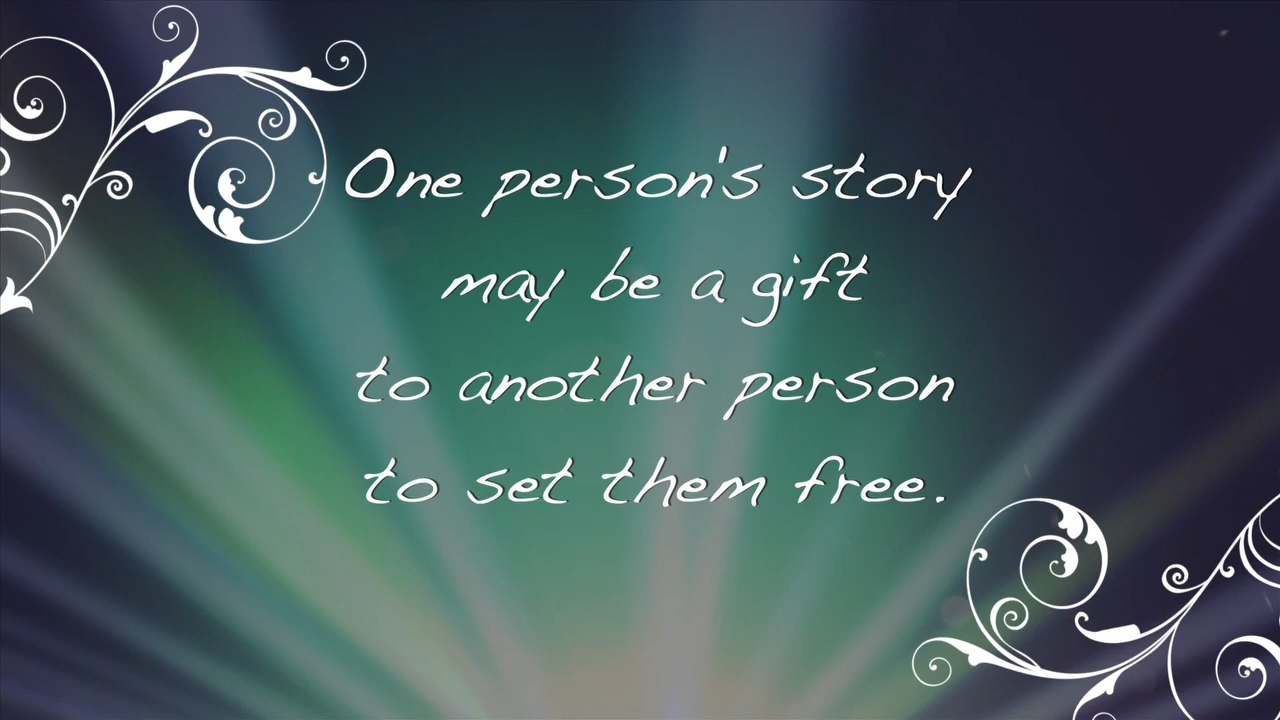 One person's story
may be a gift
to another person
to set them free.